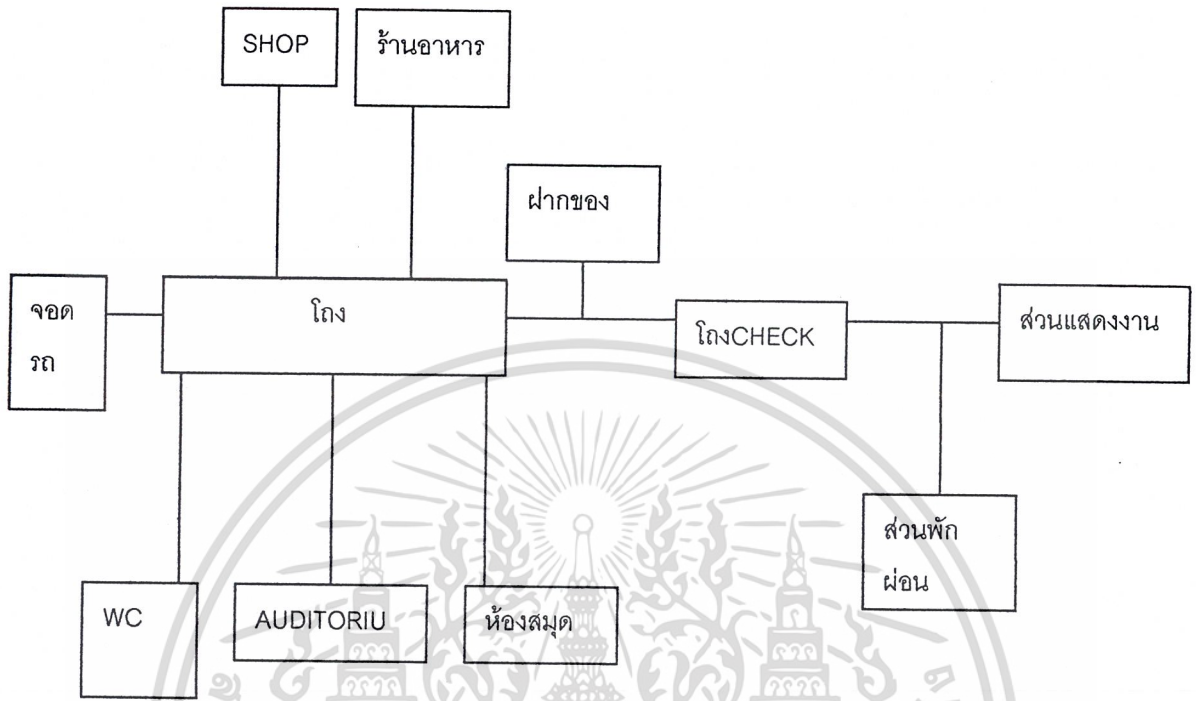 SHOP
ร้านอาหาร
ฝากของ
จอด
รถ
โถง
โถงCHECK
ส่วนแสดงงาน
ส่วนพัก
ผ่อน
WC
AUDITORIU
ห้องสมุด